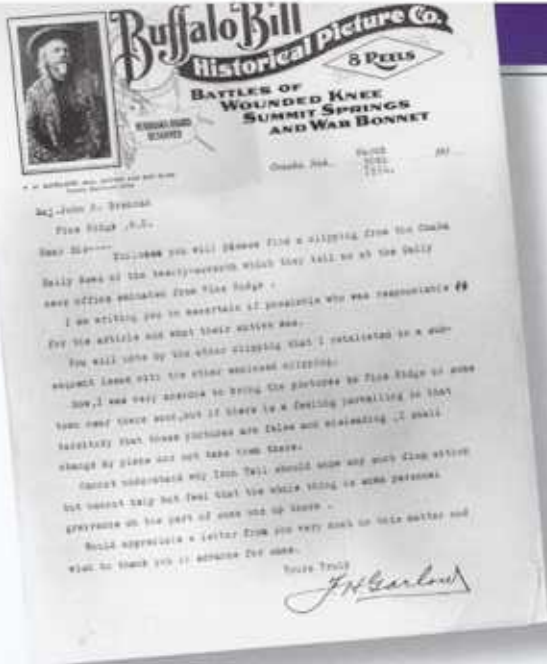 Buffalo Bill
Historical Picture Co.
8 REELS
BATTLES OF
WOUNDED KNEE
SUMMIT SPRINGS
AND WAR BONNET
Omaha Neb.
Maj. John R. Brennan
Pine Ridge ,S.D.
Dear Sir----
Enclosed you will please find a clipping from the Omaha
Daily News of the twenty-seventh which they tell me at the Daily
news office emanated from Pine Ridge .
I am writing you to ascertain if possible who was responsible
for the article and what their motive was.
You will note by the other clipping that I retaliated in a sub-
sequent issue with the other enclosed clipping.
Now,I was very anxious to bring the pictures to Pine Ridge or some
town near there soon,but if there is a feeling prevailing in that
territory that these pictures are false and misleading ,I shall
change my plans and not take them there.
Cannot understand why Iron Tail should make any such
but cannot help but feel that the whole thing is some personal
grievance on the part of some one up there .
Would appreciate a letter from you very much in this matter and
wish to thank you in advance for same.
Yours Truly
J H Garlow